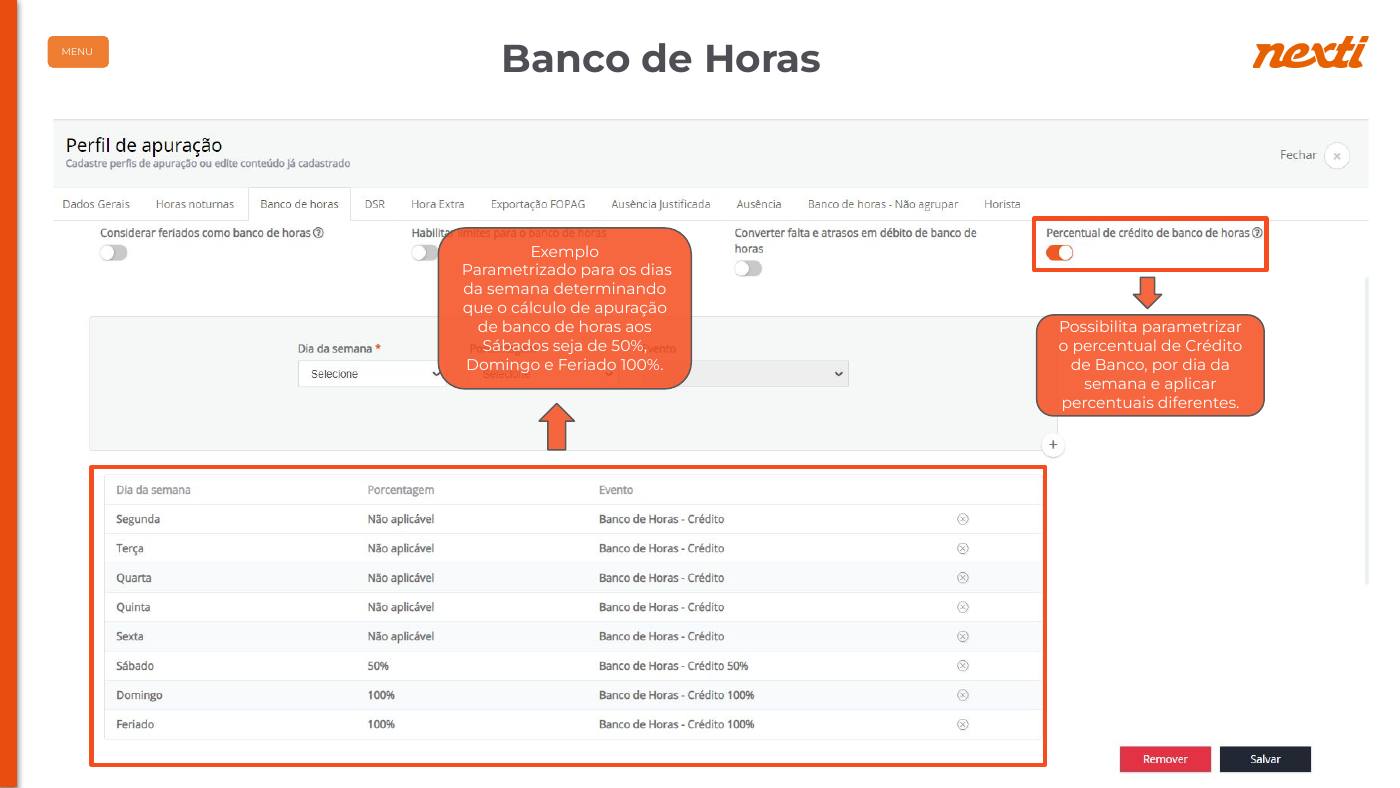 MENU
Banco de Horas
nexti
Perfil de apuração
Cadastre perfis de apuração ou edite conteúdo já cadastrado
Fechar
Dados Gerais Horas noturnas Banco de horas DSR Hora Extra Exportação FOPAG Ausência Justificada Ausência Banco de horas - Não agrupar Horista
Considerar feriados como banco de horas
Habilitar limites para o banco de horas
Converter falta e atrasos em débito de banco de
horas
Percentual de crédito de banco de horas
Exemplo
Parametrizado para os dias
da semana determinando
que o cálculo de apuração
de banco de horas aos
Sábados seja de 50%,
Domingo e Feriado 100%.
Possibilita parametrizar
o percentual de Crédito
de Banco, por dia da
semana e aplicar
percentuais diferentes.
Dia da semana *
Selecione
+
Dia da semana Porcentagem Evento
Segunda Não aplicável Banco de Horas - Crédito
Terça Não aplicável Banco de Horas - Crédito
Quarta Não aplicável Banco de Horas - Crédito
Quinta Não aplicável Banco de Horas - Crédito
Sexta Não aplicável Banco de Horas - Crédito
Sábado 50% Banco de Horas - Crédito 50%
Domingo 100% Banco de Horas - Crédito 100%
Feriado 100% Banco de Horas - Crédito 100%
Remover Salvar